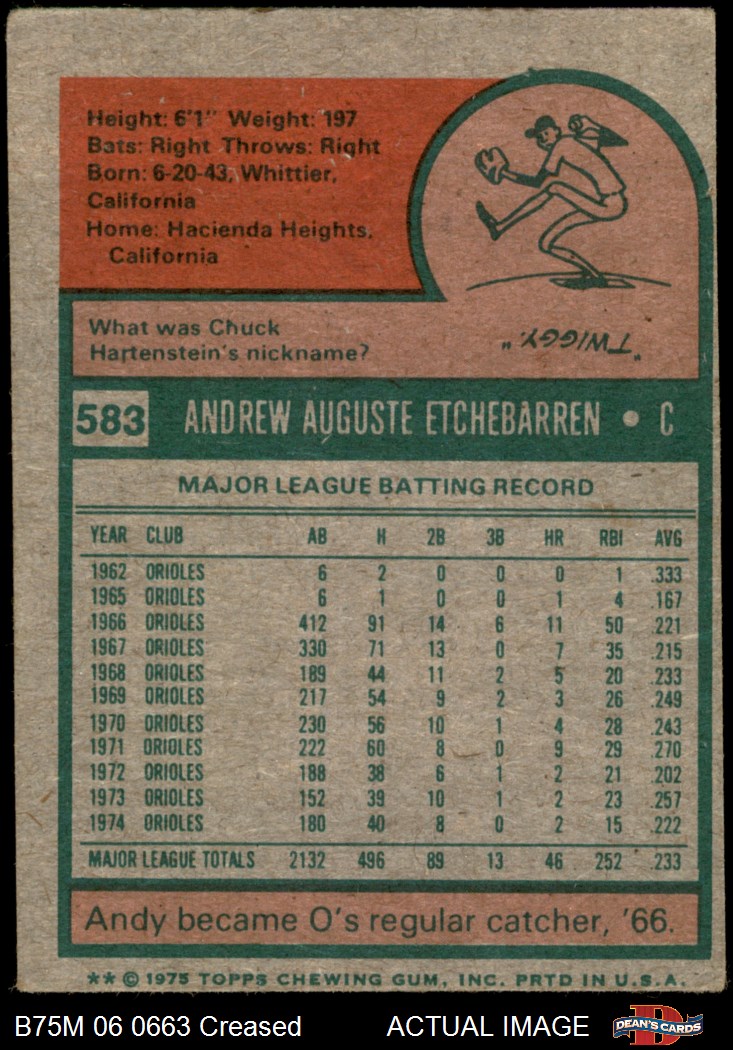 Height: 6'1" Weight: 197
Bats: Right Throws: Right
Born: 6-20-43, Whittier,
California
Home: Hacienda Heights,
California
What was Chuck
Hartenstein's nickname?
"TWIGGY."
583 ANDREW AUGUSTE ETCHEBARREN • C
MAJOR LEAGUE BATTING RECORD
YEAR CLUB AB H 2B 3B HR RBI AVG
1962 ORIOLES 6 2 0 0 0 1 .333
1965 ORIOLES 6 1 0 0 1 4 .167
1966 ORIOLES 412 91 14 6 11 50 .221
1967 ORIOLES 330 71 13 0 7 35 .215
1968 ORIOLES 189 44 11 2 5 20 .233
1969 ORIOLES 217 54 9 2 3 26 .249
1970 ORIOLES 230 56 10 1 4 28 .243
1971 ORIOLES 222 60 8 0 9 29 .270
1972 ORIOLES 188 38 6 1 2 21 .202
1973 ORIOLES 152 39 10 1 2 23 .257
1974 ORIOLES 180 40 8 0 2 15 .222
MAJOR LEAGUE TOTALS 2132 496 89 13 46 252 .233
Andy became O's regular catcher, '66.
** © 1975 TOPPS CHEWING GUM, INC. PRTD IN U.S.A.
B75M 06 0663 Creased ACTUAL IMAGE DEAN'S CARDS